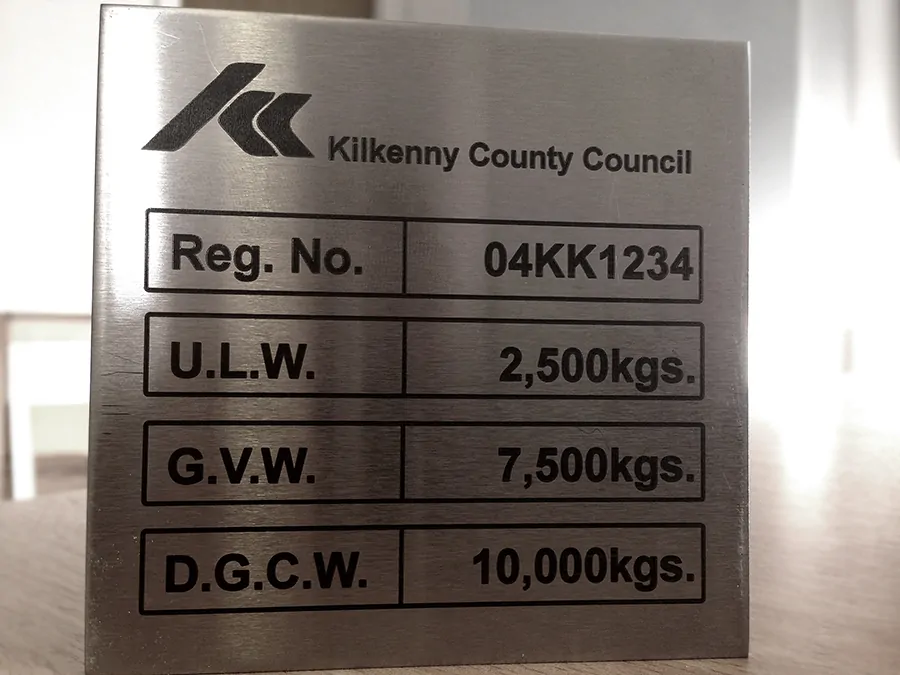 Kilkenny County Council
Reg. No. 04KK1234
U.L.W. 2,500kgs.
G.V.W. 7,500kgs.
D.G.C.W. 10,000kgs.